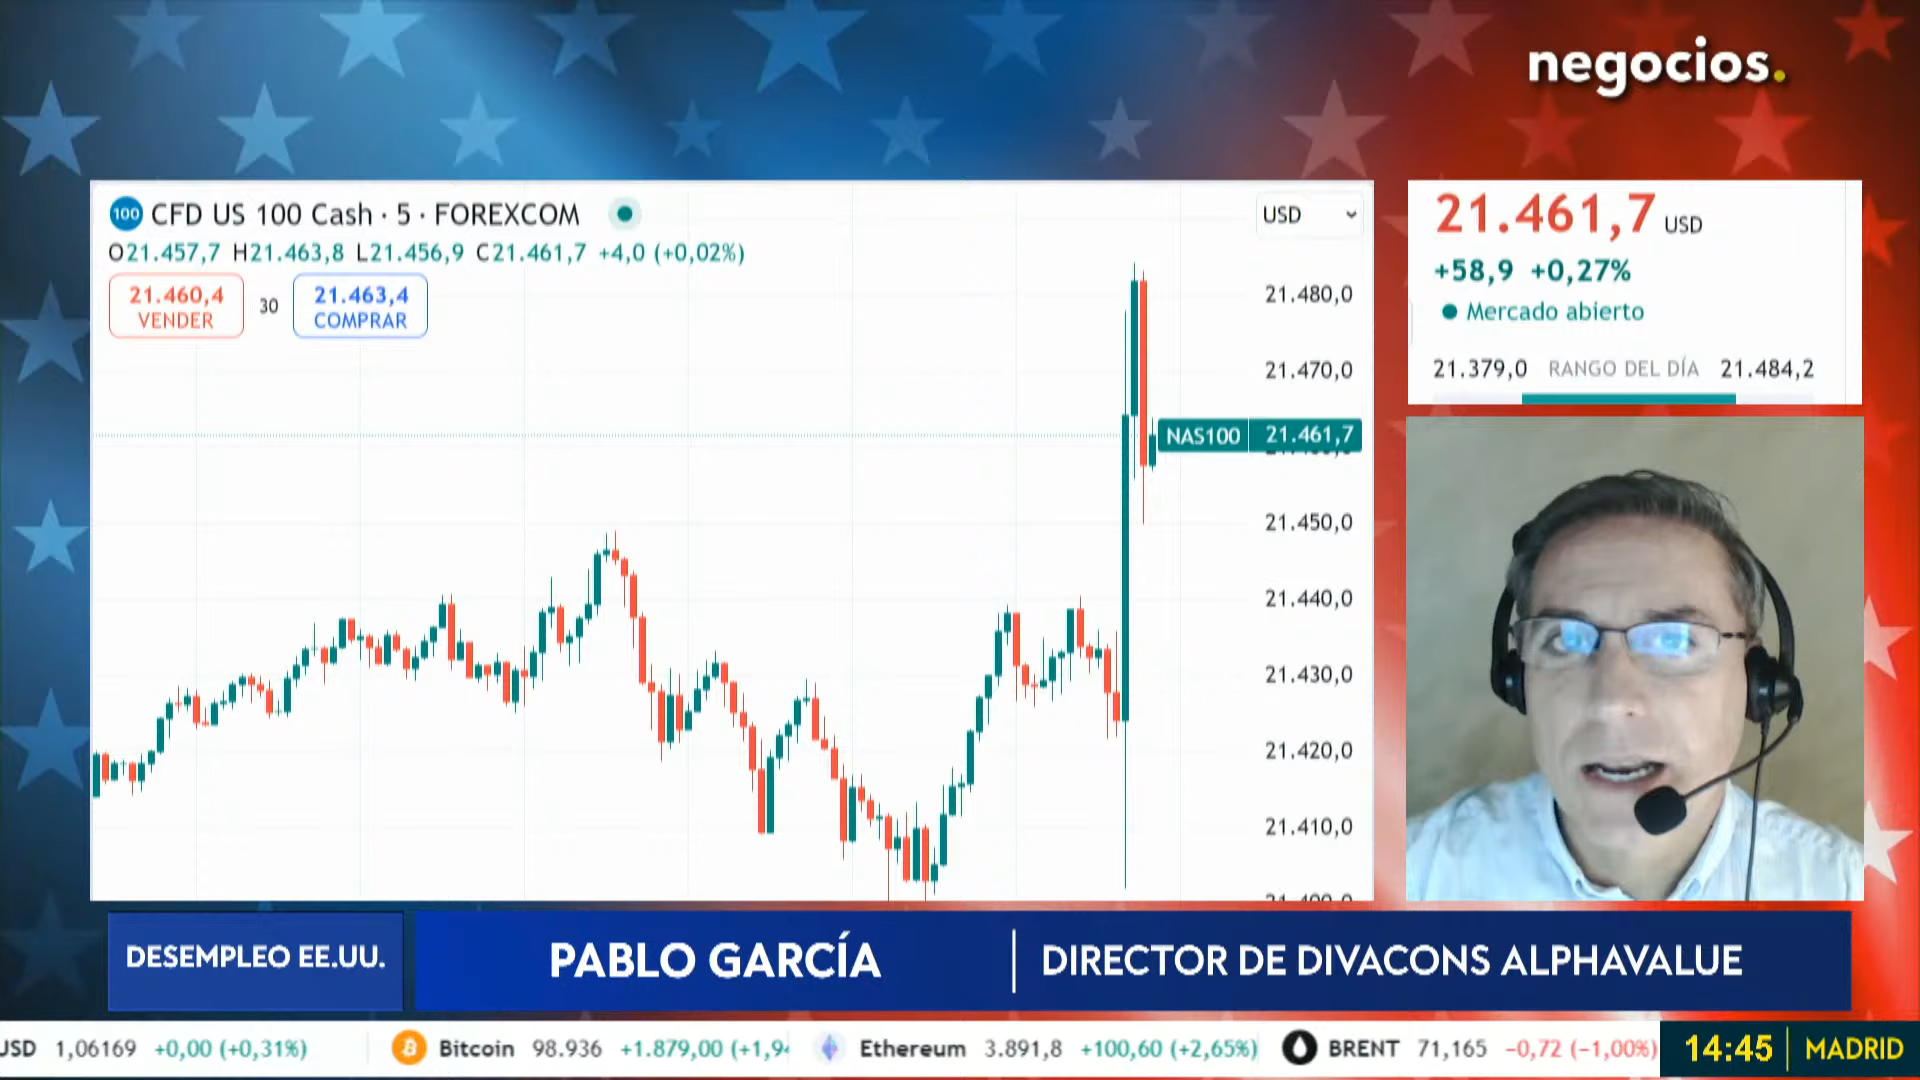 negocios.
100 CFD US 100 Cash · 5 · FOREXCOM
USD
O21.457,7 H21.463,8 L21.456,9 C21.461,7 +4,0 (+0,02%)
21.460,4
VENDER
30
21.463,4
COMPRAR
21.480,0
21.470,0
NAS100 21.461,7
21.450,0
21.440,0
21.430,0
21.420,0
21.410,0
21.461,7 USD
+58,9 +0,27%
Mercado abierto
21.379,0 RANGO DEL DÍA 21.484,2
DESEMPLEO EE.UU.
PABLO GARCÍA
DIRECTOR DE DIVACONS ALPHAVALUE
USD 1,06169 +0,00 (+0,31%) Bitcoin 98.936 +1.879,00 (+1,9 Ethereum 3.891,8 +100,60 (+2,65%) BRENT 71,165 −0,72 (−1,00%)
14:45 MADRID